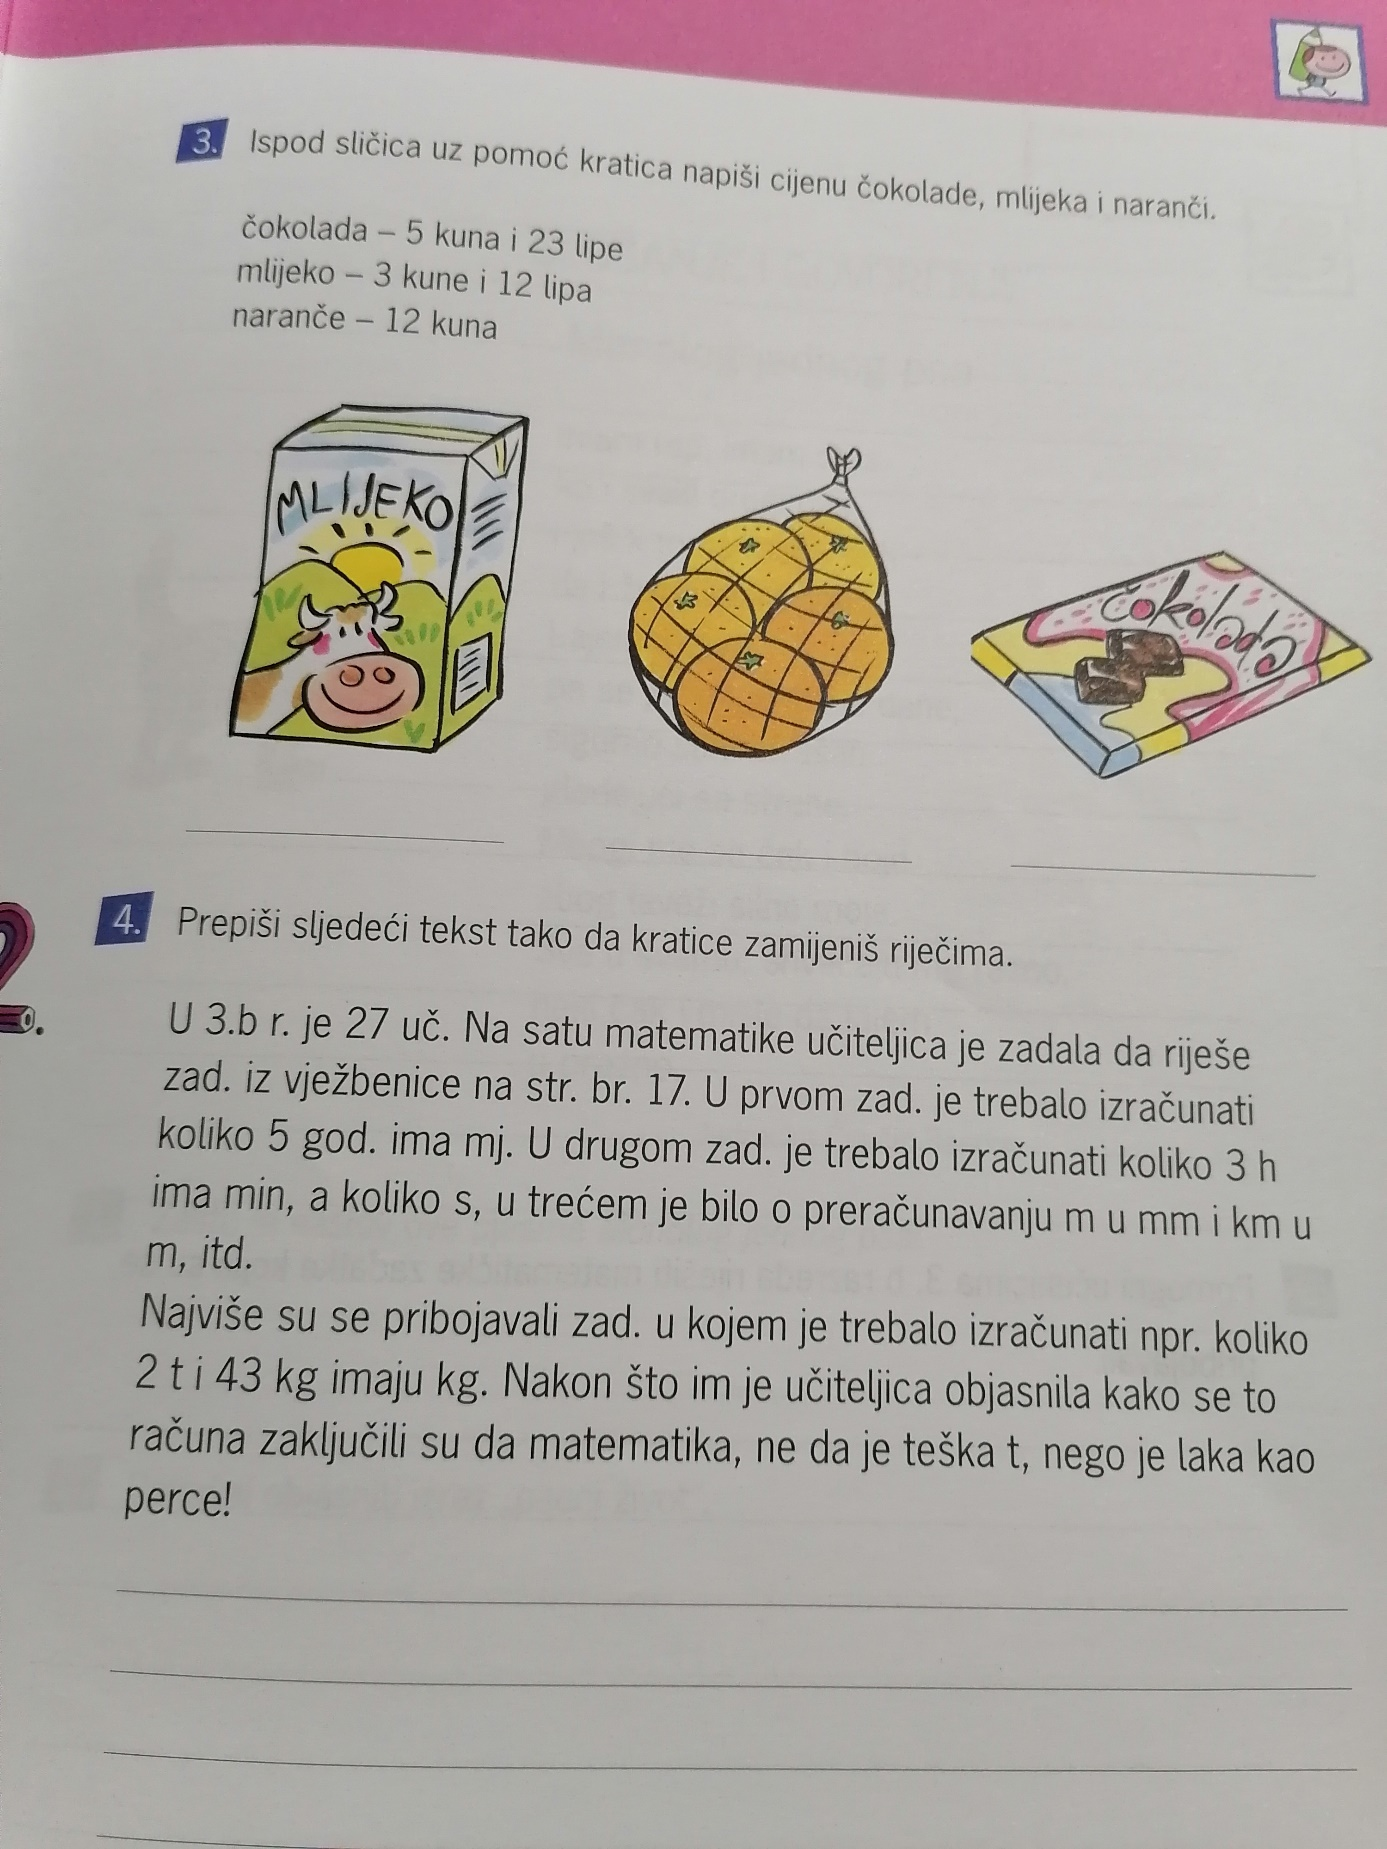 3. Ispod sličica uz pomoć kratica napiši cijenu čokolade, mlijeka i naranči.
čokolada – 5 kuna i 23 lipe
mlijeko – 3 kune i 12 lipa
naranče – 12 kuna
MLIJEKO
čokolada
2.
4. Prepiši sljedeći tekst tako da kratice zamijeniš riječima.
U 3.b r. je 27 uč. Na satu matematike učiteljica je zadala da riješe
zad. iz vježbenice na str. br. 17. U prvom zad. je trebalo izračunati
koliko 5 god. ima mj. U drugom zad. je trebalo izračunati koliko 3 h
ima min, a koliko s, u trećem je bilo o preračunavanju m u mm i km u
m, itd.
Najviše su se pribojavali zad. u kojem je trebalo izračunati npr. koliko
2 t i 43 kg imaju kg. Nakon što im je učiteljica objasnila kako se to
računa zaključili su da matematika, ne da je teška t, nego je laka kao
perce!